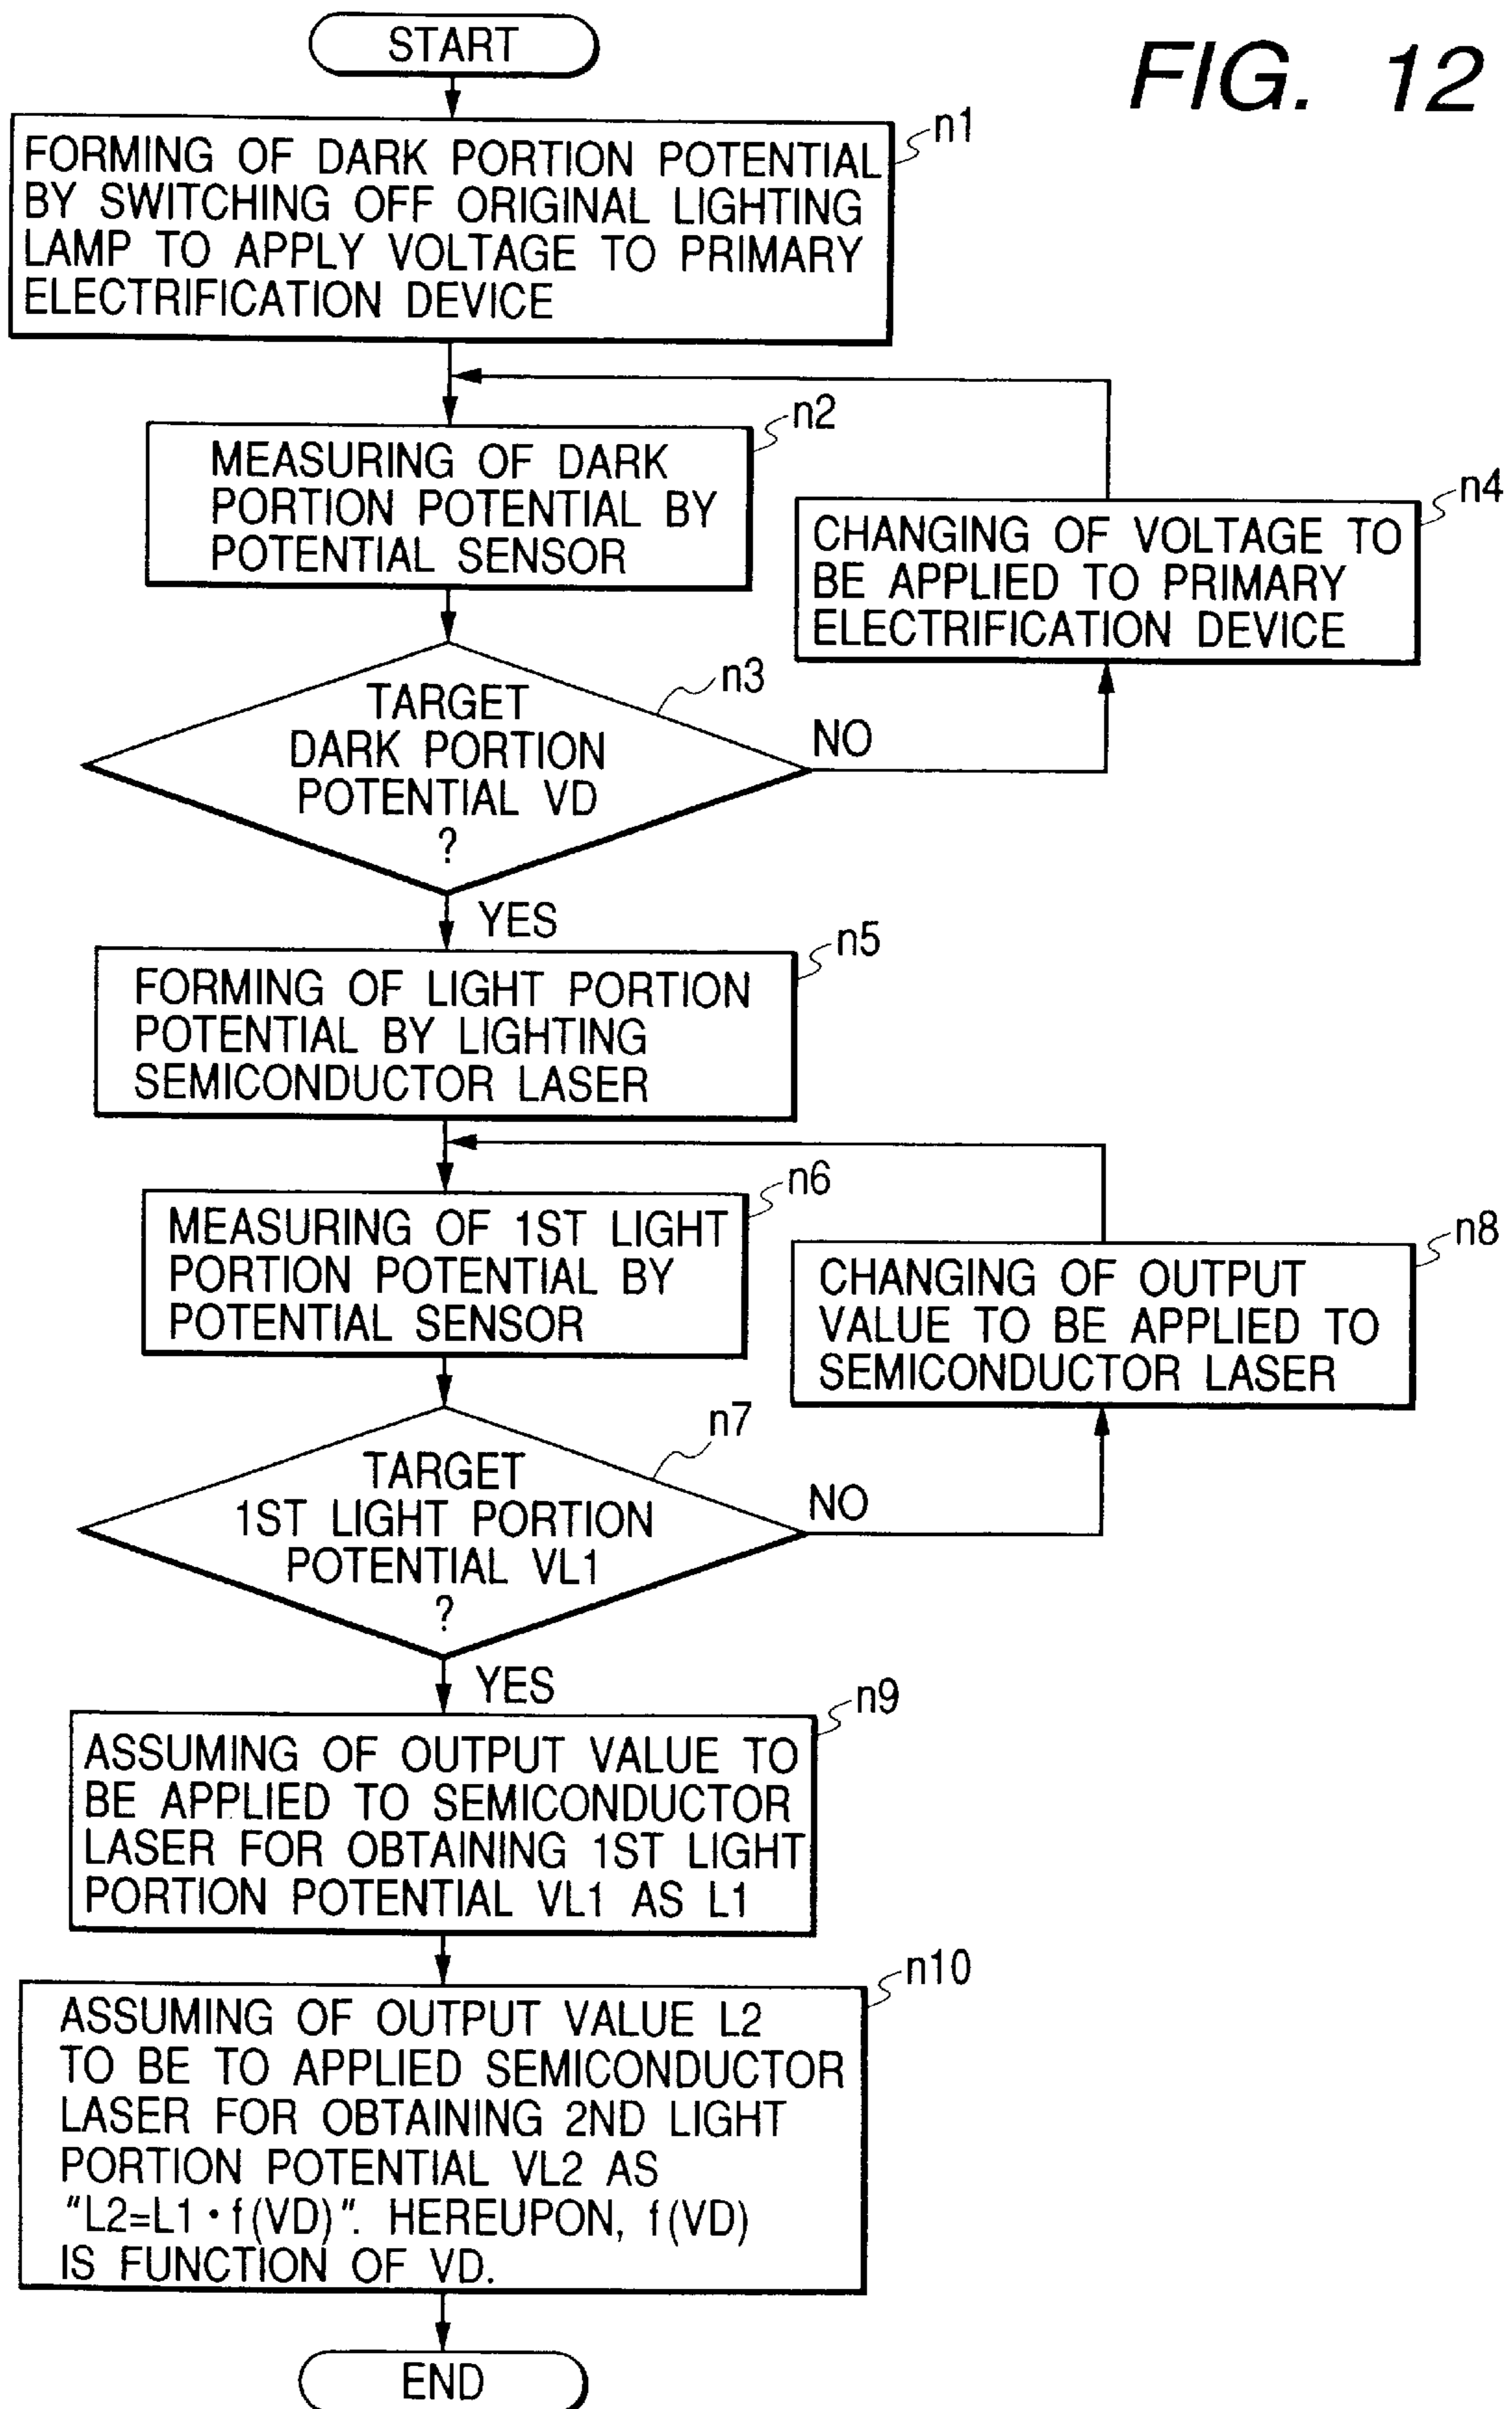 START
FIG. 12
n1
FORMING OF DARK PORTION POTENTIAL
BY SWITCHING OFF ORIGINAL LIGHTING
LAMP TO APPLY VOLTAGE TO PRIMARY
ELECTRIFICATION DEVICE
n2
MEASURING OF DARK
PORTION POTENTIAL BY
POTENTIAL SENSOR
n4
CHANGING OF VOLTAGE TO
BE APPLIED TO PRIMARY
ELECTRIFICATION DEVICE
n3
TARGET
DARK PORTION
POTENTIAL VD
?
NO
YES
n5
FORMING OF LIGHT PORTION
POTENTIAL BY LIGHTING
SEMICONDUCTOR LASER
n6
MEASURING OF 1ST LIGHT
PORTION POTENTIAL BY
POTENTIAL SENSOR
n8
CHANGING OF OUTPUT
VALUE TO BE APPLIED TO
SEMICONDUCTOR LASER
n7
TARGET
1ST LIGHT PORTION
POTENTIAL VL1
?
NO
YES
n9
ASSUMING OF OUTPUT VALUE TO
BE APPLIED TO SEMICONDUCTOR
LASER FOR OBTAINING 1ST LIGHT
PORTION POTENTIAL VL1 AS L1
n10
ASSUMING OF OUTPUT VALUE L2
TO BE TO APPLIED SEMICONDUCTOR
LASER FOR OBTAINING 2ND LIGHT
PORTION POTENTIAL VL2 AS
"L2=L1・f(VD)". HEREUPON, f(VD)
IS FUNCTION OF VD.
END